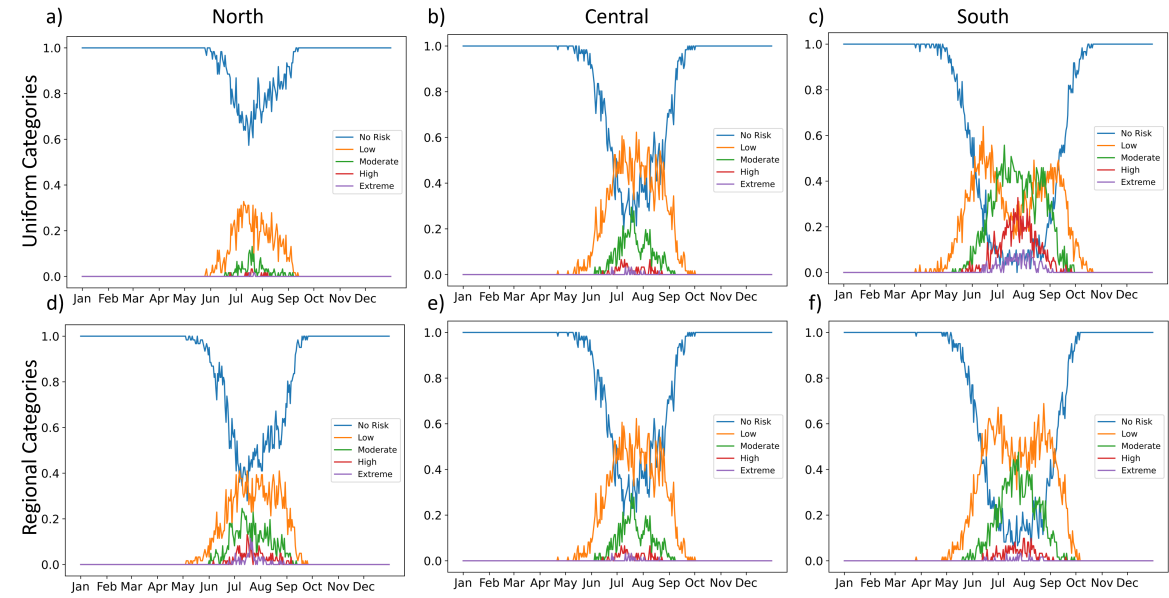 a) North
b) Central
c) South
Uniform Categories
1.0
0.8
0.6
0.4
0.2
0.0
No Risk
Low
Moderate
High
Extreme
Jan Feb Mar Apr May Jun Jul Aug Sep Oct Nov Dec
1.0
0.8
0.6
0.4
0.2
0.0
No Risk
Low
Moderate
High
Extreme
Jan Feb Mar Apr May Jun Jul Aug Sep Oct Nov Dec
1.0
0.8
0.6
0.4
0.2
0.0
No Risk
Low
Moderate
High
Extreme
Jan Feb Mar Apr May Jun Jul Aug Sep Oct Nov Dec
d)
e)
f)
Regional Categories
1.0
0.8
0.6
0.4
0.2
0.0
No Risk
Low
Moderate
High
Extreme
Jan Feb Mar Apr May Jun Jul Aug Sep Oct Nov Dec
1.0
0.8
0.6
0.4
0.2
0.0
No Risk
Low
Moderate
High
Extreme
Jan Feb Mar Apr May Jun Jul Aug Sep Oct Nov Dec
1.0
0.8
0.6
0.4
0.2
0.0
No Risk
Low
Moderate
High
Extreme
Jan Feb Mar Apr May Jun Jul Aug Sep Oct Nov Dec